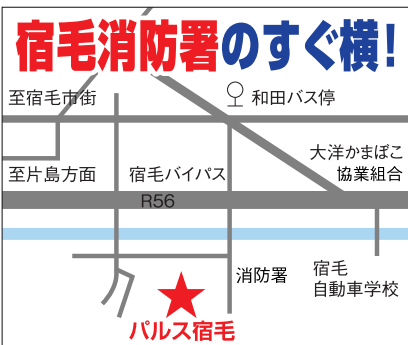 宿毛消防署のすぐ横!
至宿毛市街
和田バス停
大洋かまぼこ
協業組合
至片島方面
宿毛バイパス
R56
消防署
宿毛
自動車学校
パルス宿毛